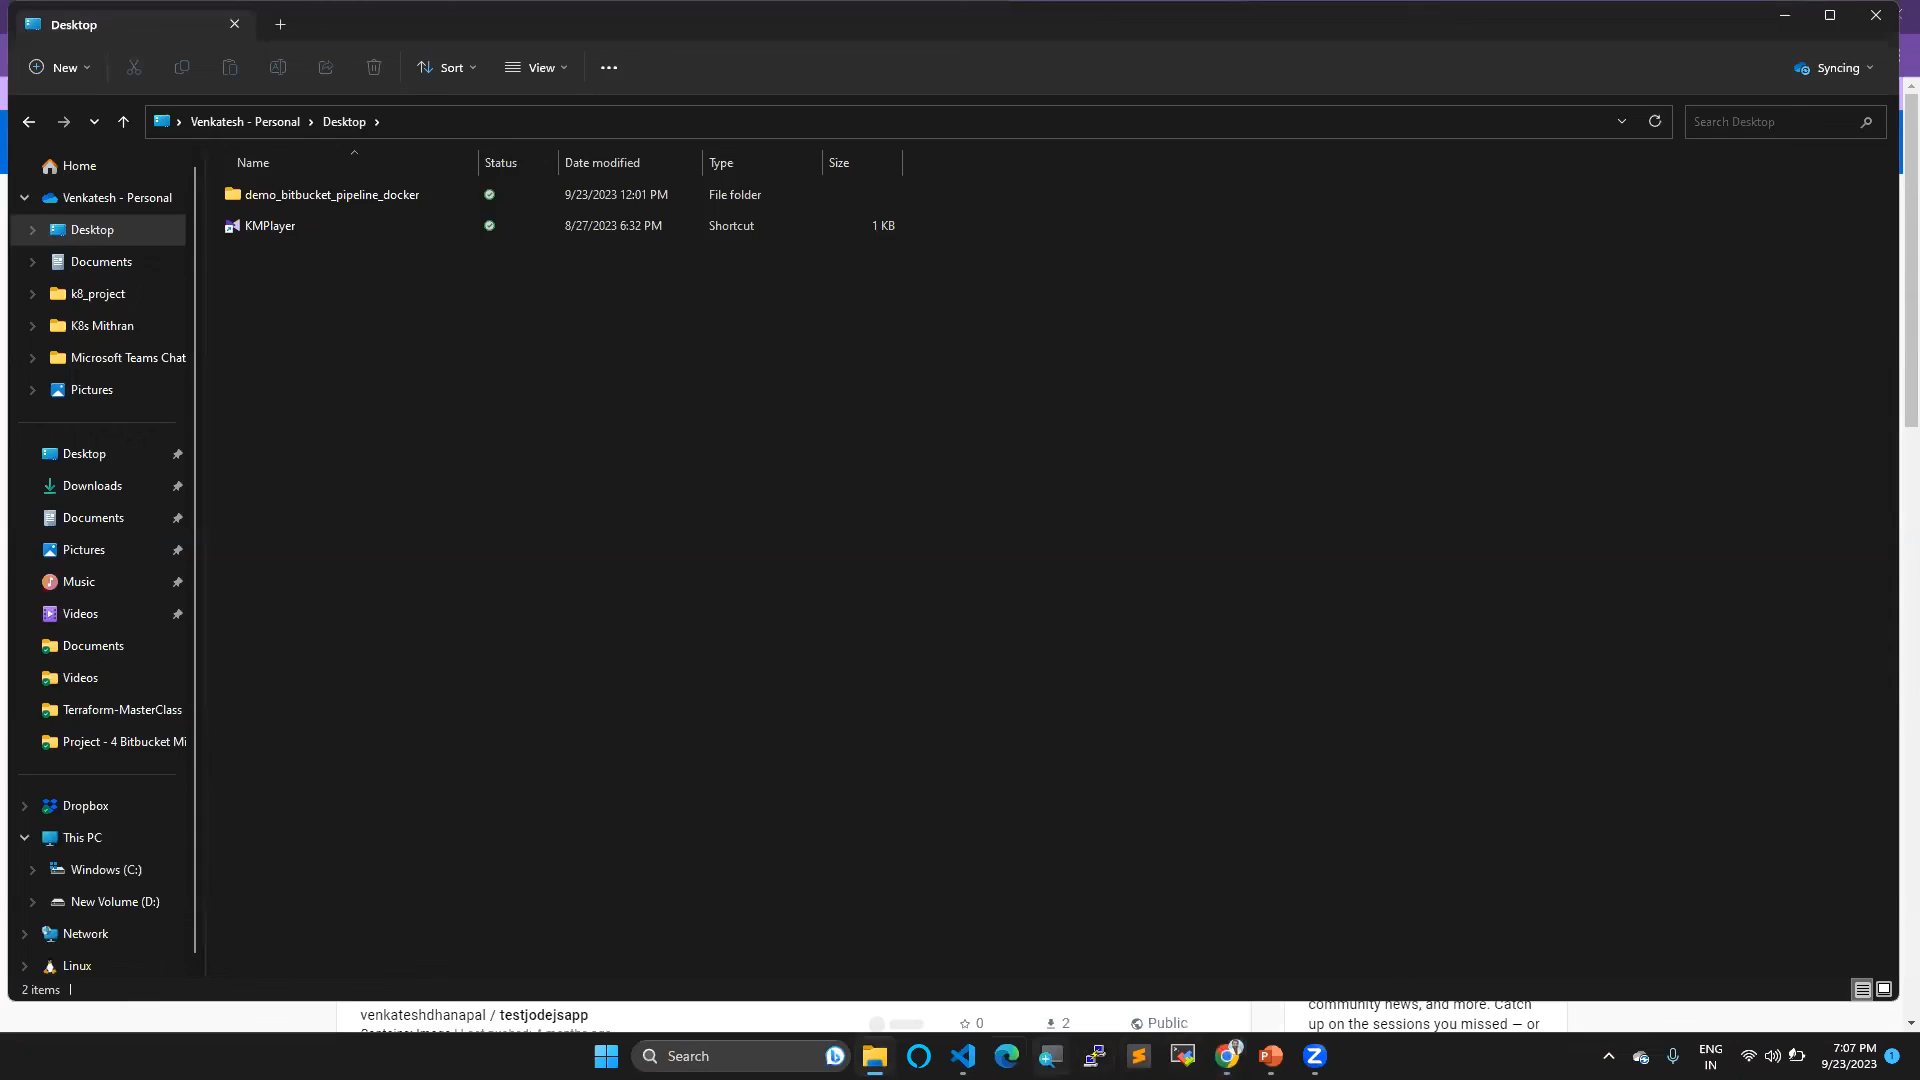 Desktop
New
Sort
View
Syncing
Venkatesh - Personal
Desktop
Search Desktop
Name
Status
Date modified
Type
Size
demo_bitbucket_pipeline_docker
9/23/2023 12:01 PM
File folder
KMPlayer
8/27/2023 6:32 PM
Shortcut
1 KB
Home
Venkatesh - Personal
Desktop
Documents
k8_project
K8s Mithran
Microsoft Teams Chat
Pictures
Desktop
Downloads
Documents
Pictures
Music
Videos
Documents
Videos
Terraform-MasterClass
Project - 4 Bitbucket Mi
Dropbox
This PC
Windows (C:)
New Volume (D:)
Network
Linux
2 items
venkateshdhanapal / testjodejsapp
0
2
Public
community news, and more. Catch
up on the sessions you missed — or
Search
ENG
IN
7:07 PM
9/23/2023
1